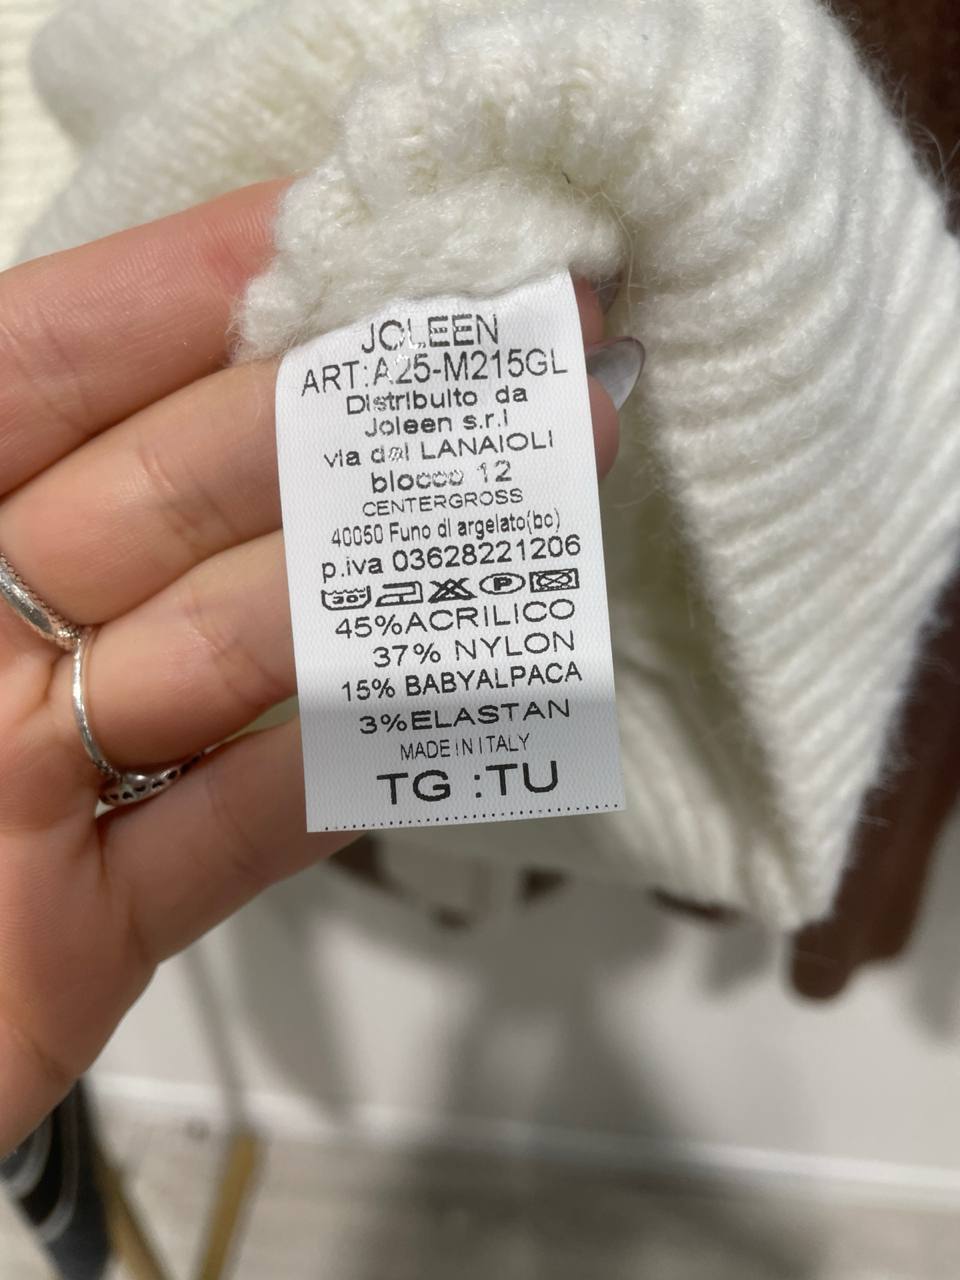 JOLEEN
ART:A25-M215GL
Distribuito da
Joleen s.r.l
via dei LANAIOLI
blocco 12
CENTERGROSS
40050 Funo di argelato(bo)
p.iva 03628221206
30° P
45%ACRILICO
37% NYLON
15% BABYALPACA
3%ELASTAN
MADE IN ITALY
TG :TU